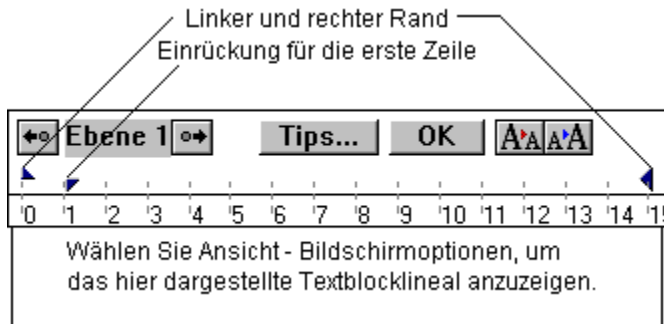 Linker und rechter Rand
Einrückung für die erste Zeile
Ebene 1 Tips... OK AA AA
0 1 2 3 4 5 6 7 8 9 10 11 12 13 14 15
Wählen Sie Ansicht - Bildschirmoptionen, um
das hier dargestellte Textblocklineal anzuzeigen.